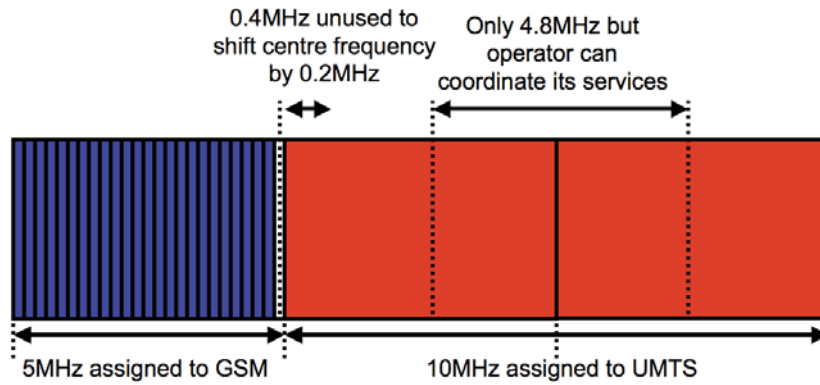 0.4MHz unused to
shift centre frequency
by 0.2MHz
Only 4.8MHz but
operator can
coordinate its services
5MHz assigned to GSM
10MHz assigned to UMTS